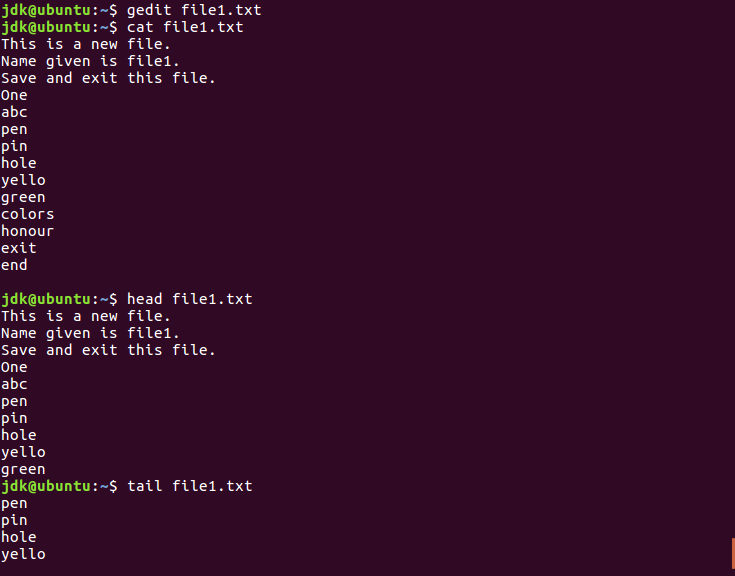 jdk@ubuntu:~$ gedit file1.txt
jdk@ubuntu:~$ cat file1.txt
This is a new file.
Name given is file1.
Save and exit this file.
One
abc
pen
pin
hole
yello
green
colors
honour
exit
end

jdk@ubuntu:~$ head file1.txt
This is a new file.
Name given is file1.
Save and exit this file.
One
abc
pen
pin
hole
yello
green
jdk@ubuntu:~$ tail file1.txt
pen
pin
hole
yello